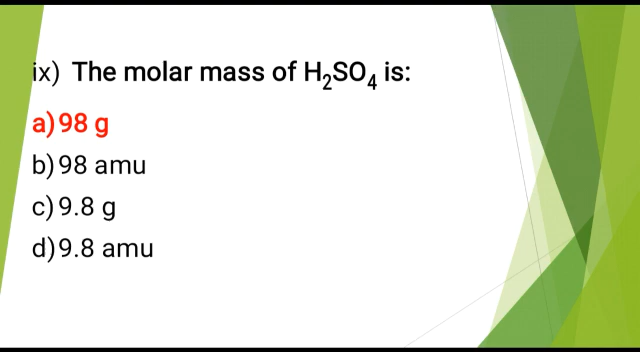 ix) The molar mass of H₂SO₄ is:
a) 98 g
b) 98 amu
c) 9.8 g
d) 9.8 amu